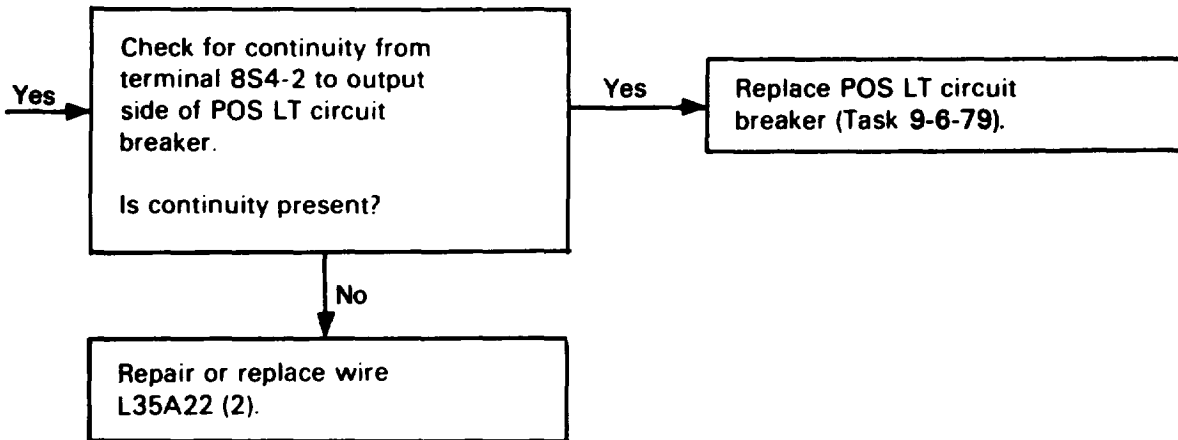 Check for continuity from
terminal 8S4-2 to output
side of POS LT circuit
breaker.
Is continuity present?
Yes
Yes
Replace POS LT circuit
breaker (Task 9-6-79).
No
Repair or replace wire
L35A22 (2).